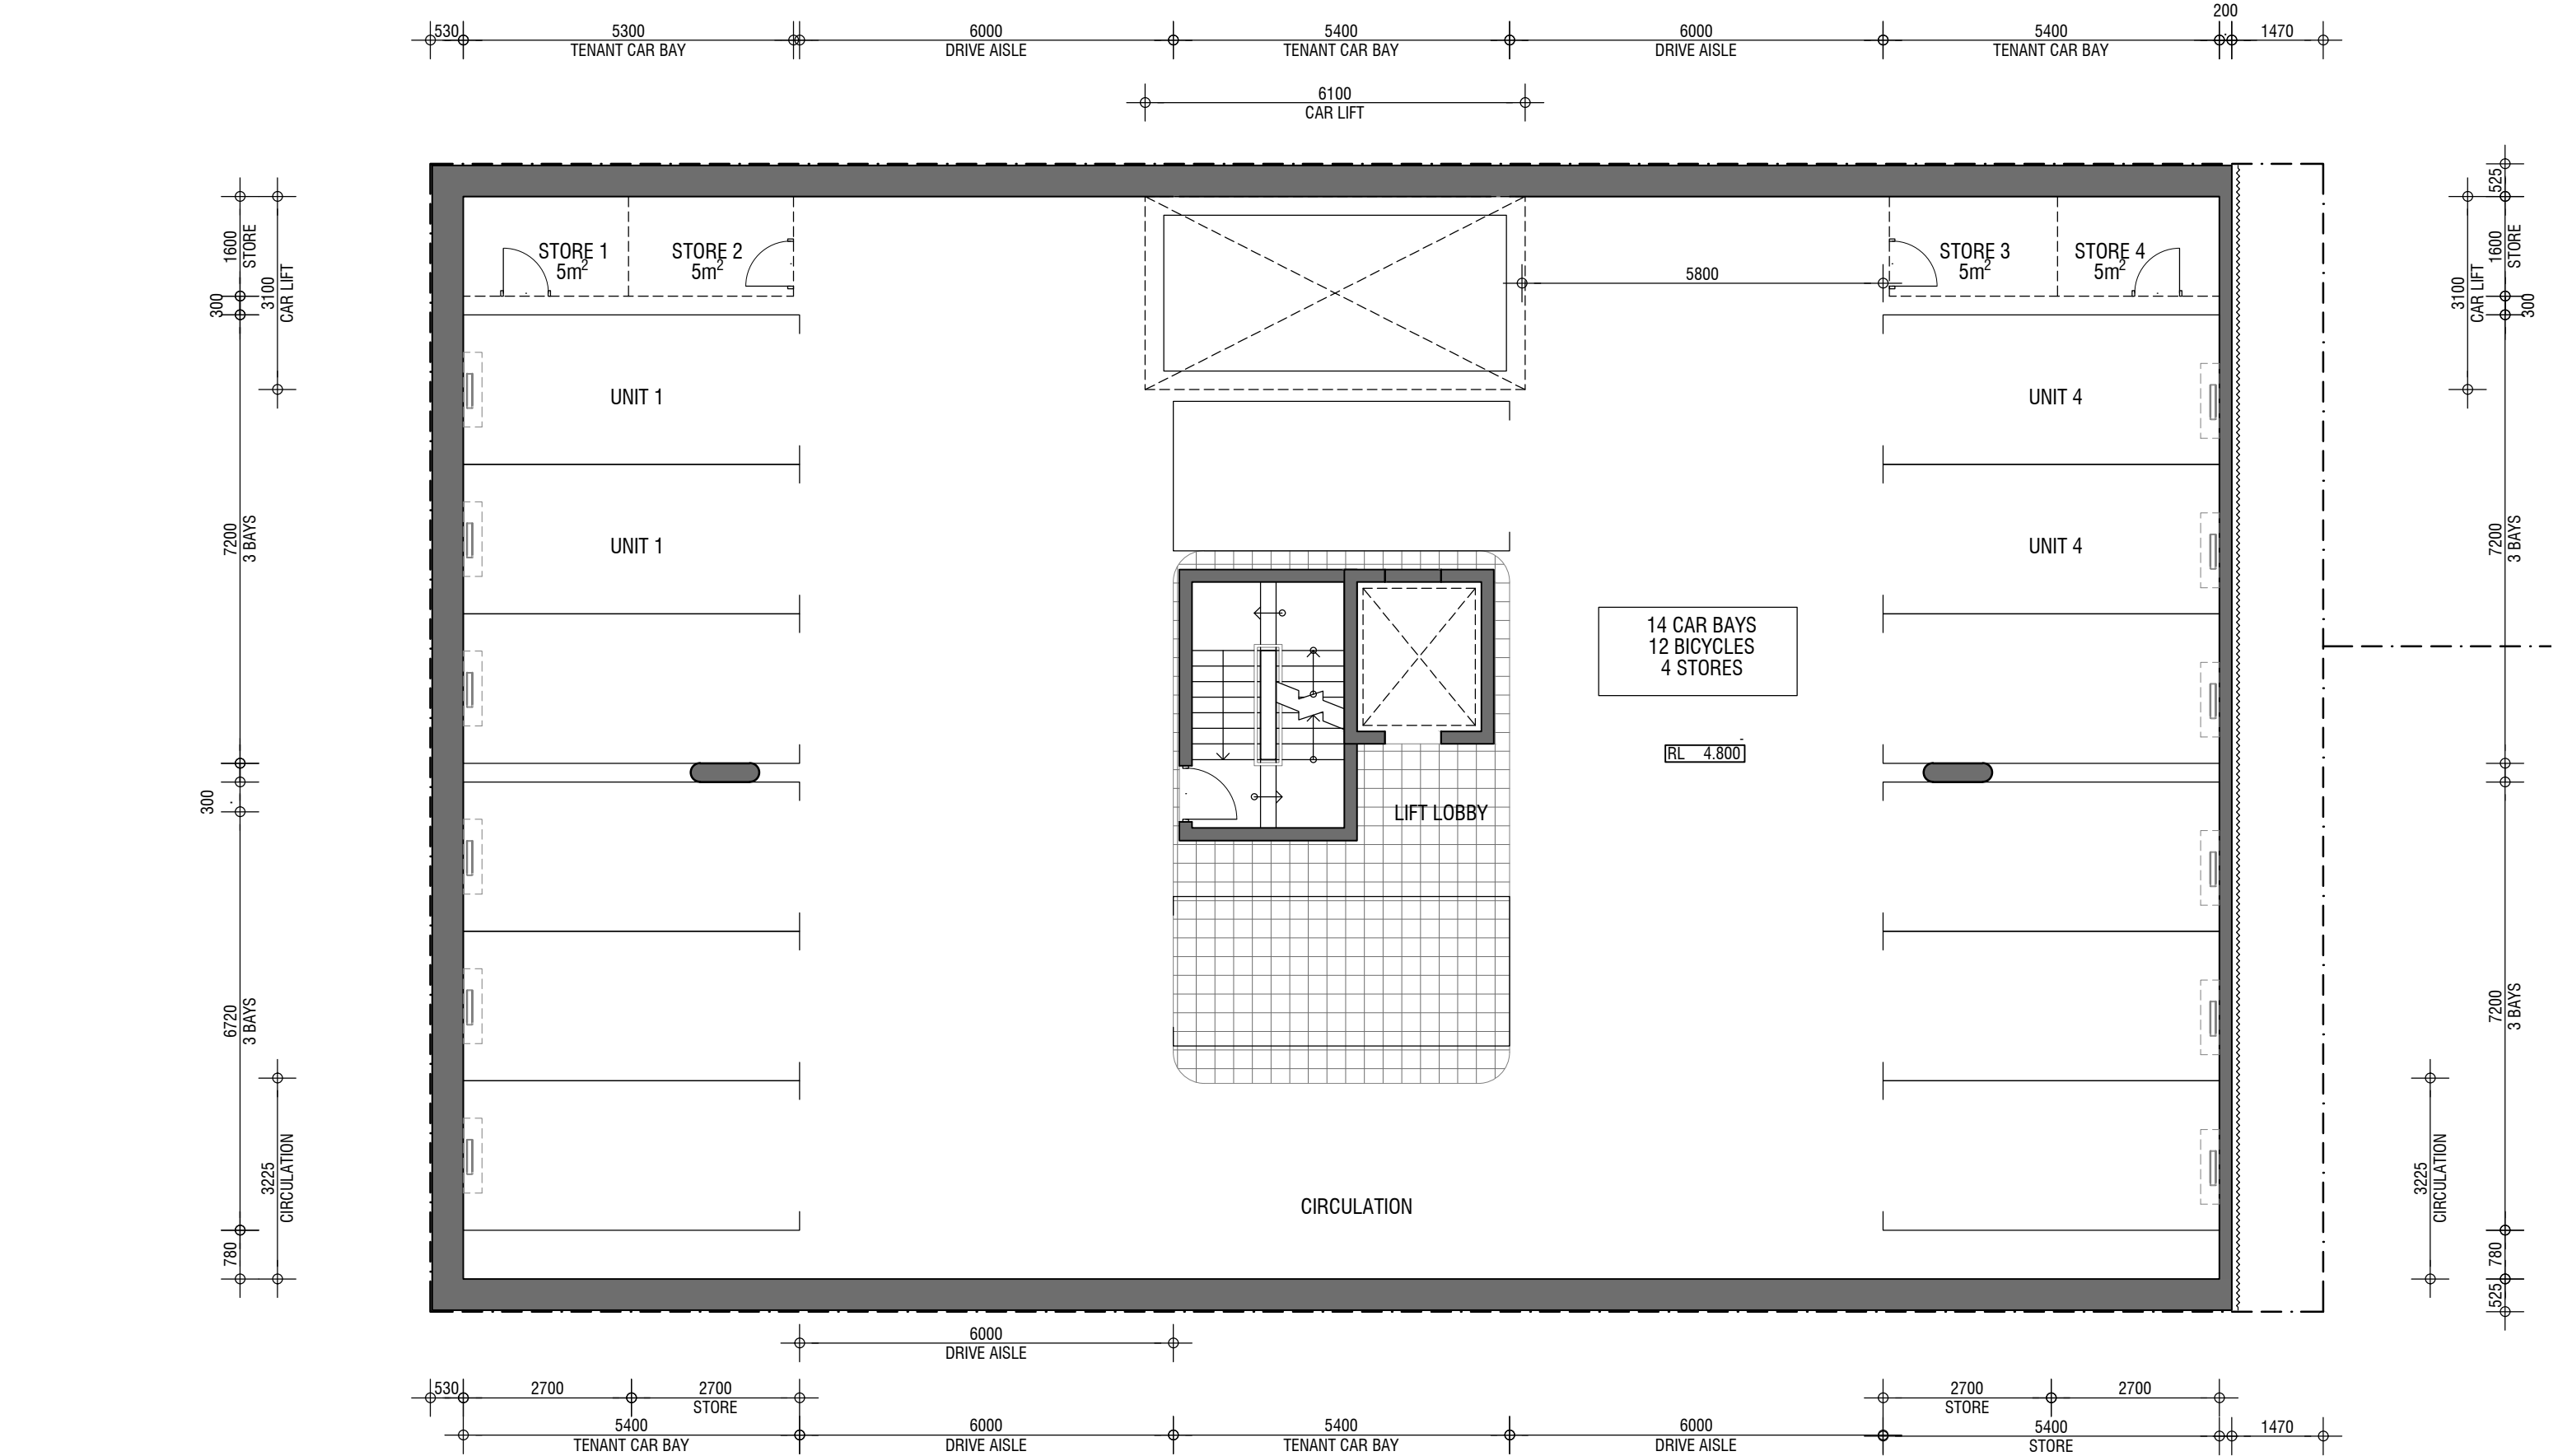 200
530
5300
6000
5400
6000
5400
1470
TENANT CAR BAY
DRIVE AISLE
TENANT CAR BAY
DRIVE AISLE
TENANT CAR BAY
6100
CAR LIFT
1600
STORE
3100
CAR LIFT
300
STORE 1
5m²
STORE 2
5m²
5800
STORE 3
5m²
STORE 4
5m²
525
1600
STORE
3100
CAR LIFT
300
UNIT 1
UNIT 4
7200
3 BAYS
UNIT 1
UNIT 4
7200
3 BAYS
14 CAR BAYS
12 BICYCLES
4 STORES
RL 4.800
300
LIFT LOBBY
6720
3 BAYS
7200
3 BAYS
3225
CIRCULATION
CIRCULATION
3225
CIRCULATION
780
780
525
6000
DRIVE AISLE
530
2700
2700
STORE
2700
2700
STORE
5400
6000
5400
6000
5400
1470
TENANT CAR BAY
DRIVE AISLE
TENANT CAR BAY
DRIVE AISLE
STORE